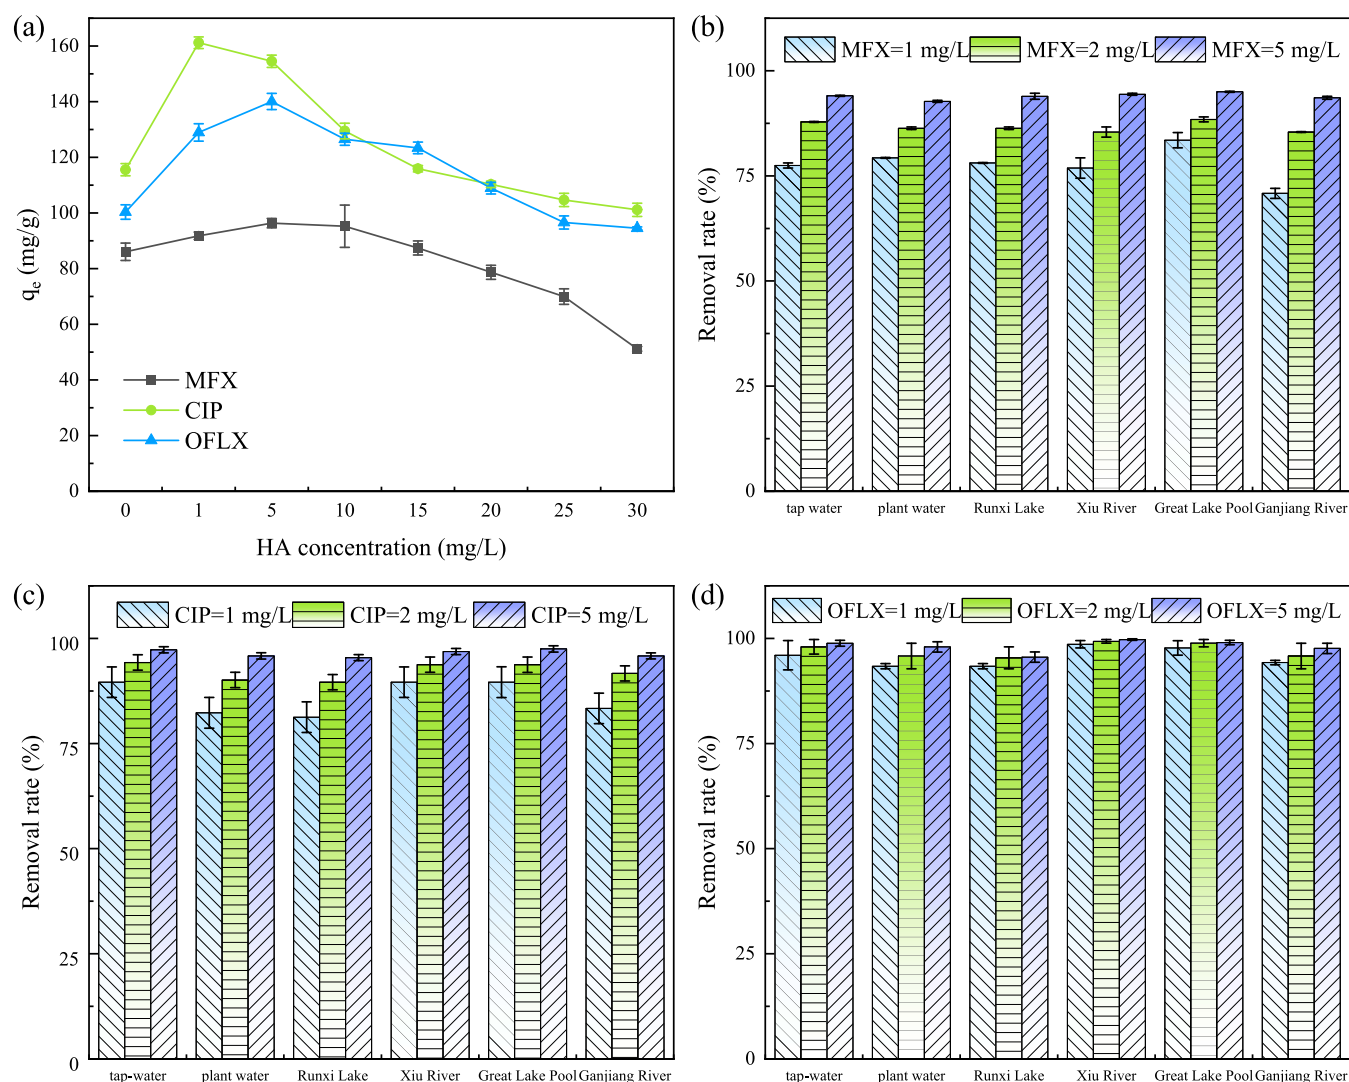 (a)
160
140
120
100
80
60
40
20
0
qe (mg/g)
MFX
CIP
OFLX
0 1 5 10 15 20 25 30
HA concentration (mg/L)
(b)
MFX=1 mg/L MFX=2 mg/L MFX=5 mg/L
100
75
50
25
0
Removal rate (%)
tap water plant water Runxi Lake Xiu River Great Lake Pool Ganjiang River
(c)
CIP=1 mg/L CIP=2 mg/L CIP=5 mg/L
100
75
50
25
0
Removal rate (%)
tap-water plant water Runxi Lake Xiu River Great Lake Pool Ganjiang River
(d)
OFLX=1 mg/L OFLX=2 mg/L OFLX=5 mg/L
100
75
50
25
0
Removal rate (%)
tap-water plant water Runxi Lake Xiu River Great Lake Pool Ganjiang River